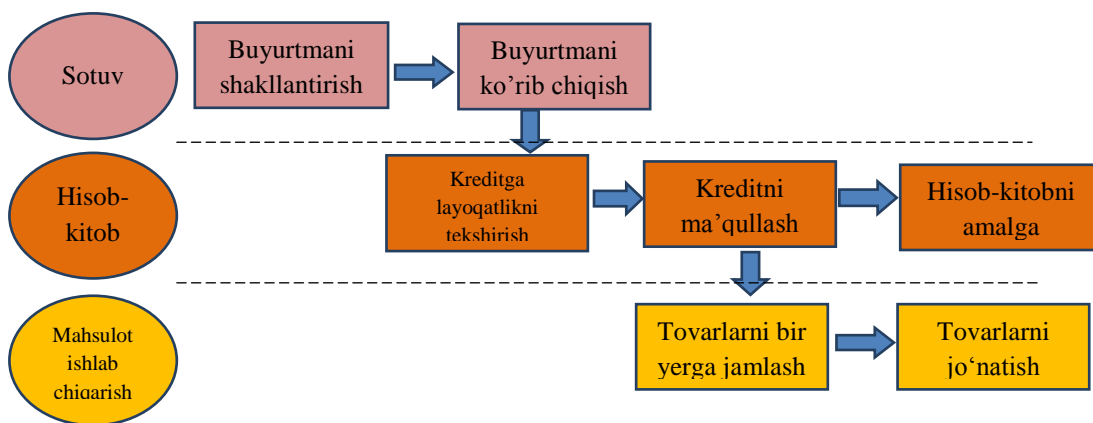 Sotuv
Buyurtmani
shakllantirish
Buyurtmani
ko’rib chiqish
Hisob-
kitob
Kreditga
layoqatlikni
tekshirish
Kreditni
ma’qullash
Hisob-kitobni
amalga
Mahsulot
ishlab
chiqarish
Tovarlarni bir
yerga jamlash
Tovarlarni
jo‘natish